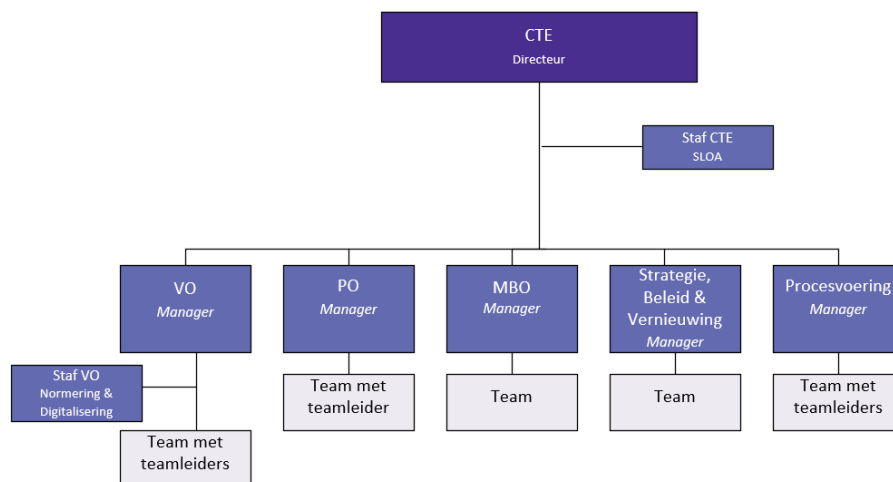 CTE
Directeur
Staf CTE
SLOA
VO
Manager
PO
Manager
MBO
Manager
Strategie,
Beleid &
Vernieuwing
Manager
Procesvoering
Manager
Staf VO
Normering &
Digitalisering
Team met
teamleiders
Team met
teamleider
Team
Team
Team met
teamleiders